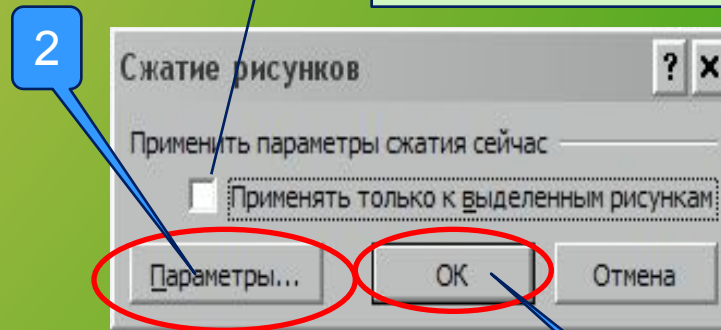 2
Сжатие рисунков ? x
Применить параметры сжатия сейчас
Применять только к выделенным рисункам
Параметры... ОК Отмена